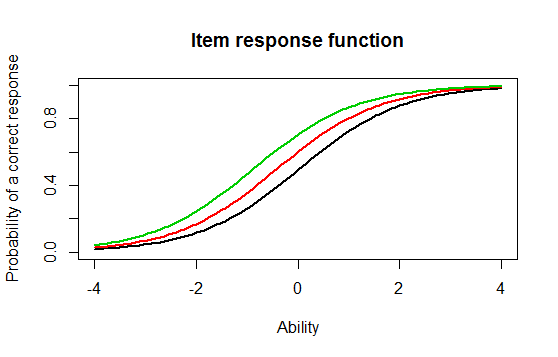 Item response function
Probability of a correct response
0.8
0.4
0.0
-4 -2 0 2 4
Ability